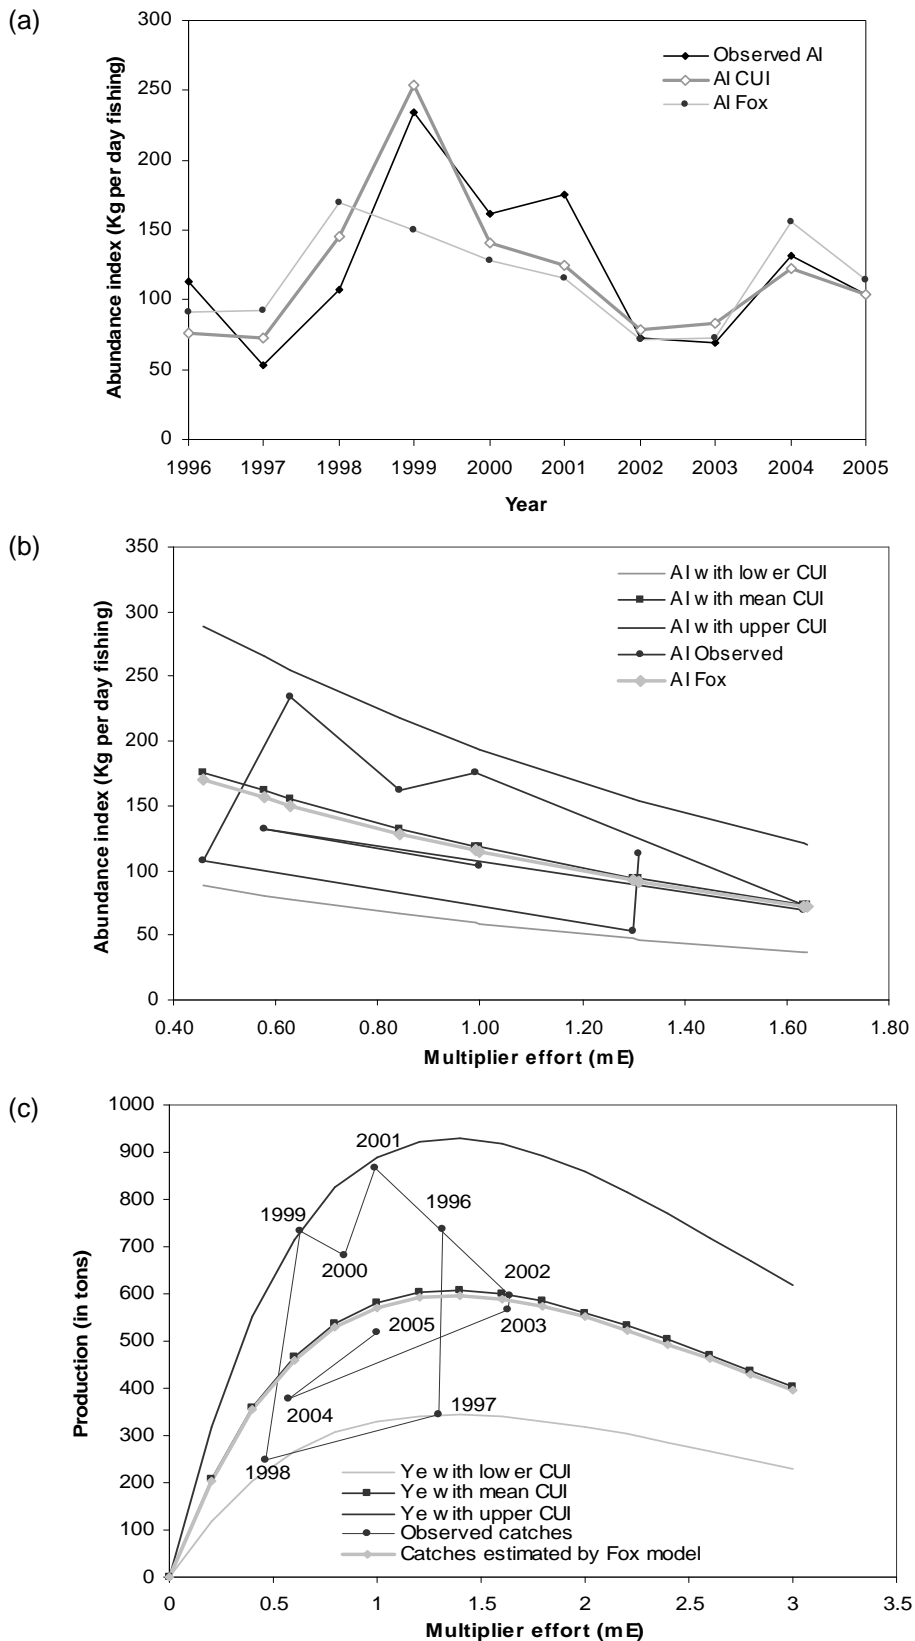 (a)
300
250
200
150
100
50
0
Abundance index (Kg per day fishing)
Observed AI
AI CUI
AI Fox
1996 1997 1998 1999 2000 2001 2002 2003 2004 2005
Year
(b)
350
300
250
200
150
100
50
0
Abundance index (Kg per day fishing)
AI with lower CUI
AI with mean CUI
AI with upper CUI
AI Observed
AI Fox
0.40 0.60 0.80 1.00 1.20 1.40 1.60 1.80
Multiplier effort (mE)
(c)
1000
900
800
700
600
500
400
300
200
100
0
Production (in tons)
2001
1999
1996
2000
2002
2005
2003
2004
1997
1998
Ye with lower CUI
Ye with mean CUI
Ye with upper CUI
Observed catches
Catches estimated by Fox model
0 0.5 1 1.5 2 2.5 3 3.5
Multiplier effort (mE)